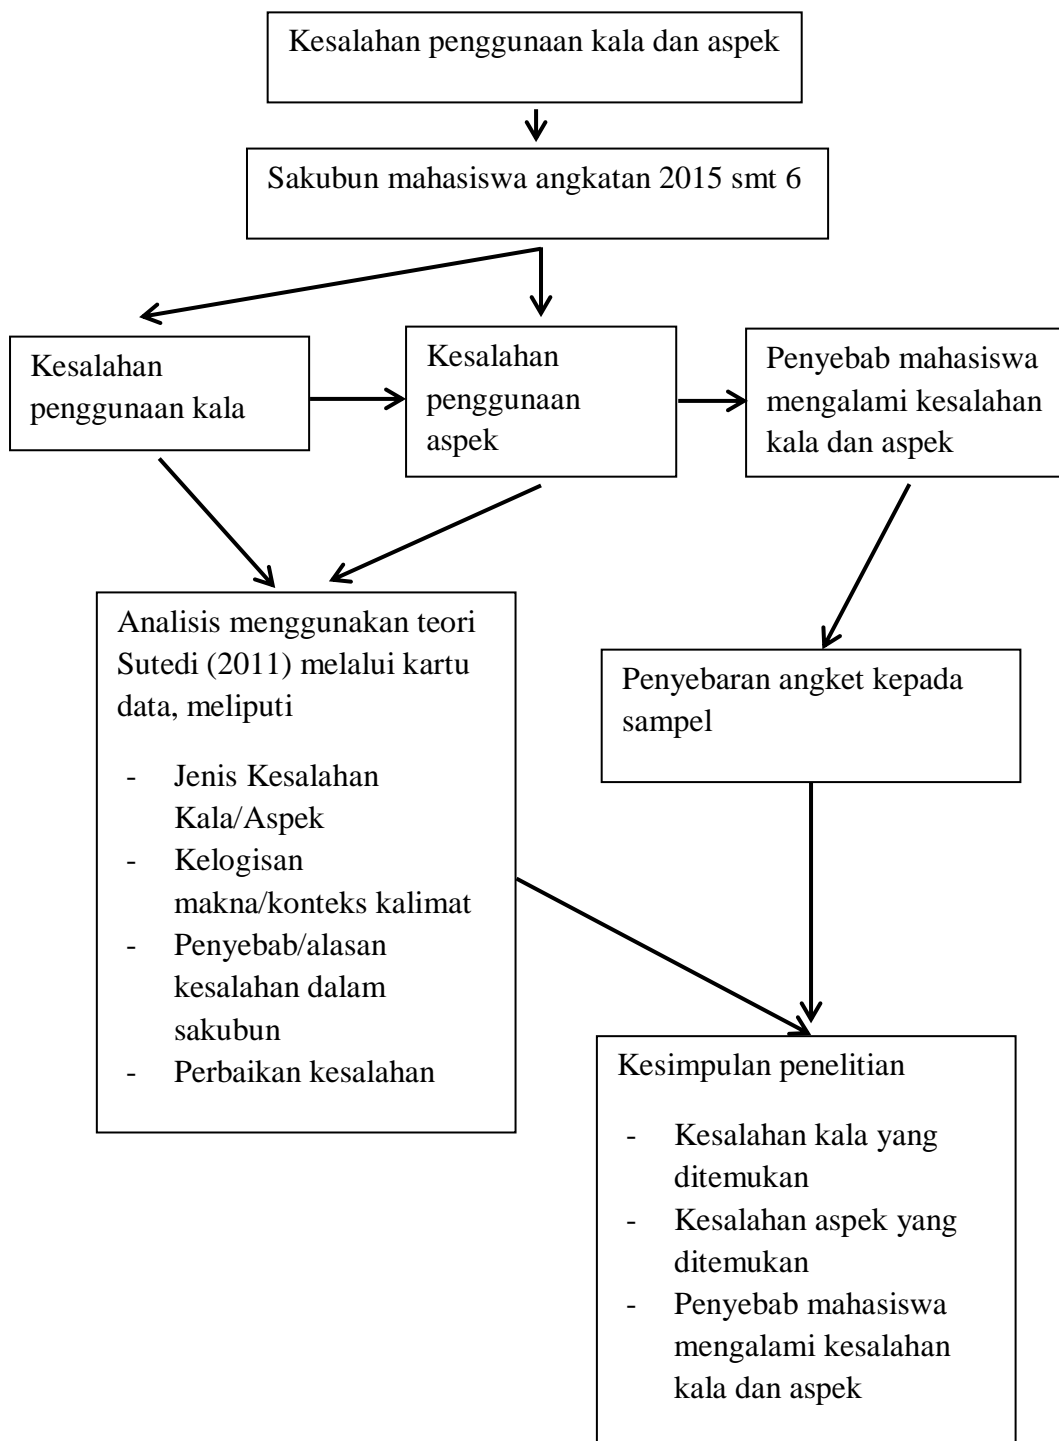 Kesalahan penggunaan kala dan aspek
Sakubun mahasiswa angkatan 2015 smt 6
Kesalahan
penggunaan kala
Kesalahan
penggunaan
aspek
Penyebab mahasiswa
mengalami kesalahan
kala dan aspek
Analisis menggunakan teori
Sutedi (2011) melalui kartu
data, meliputi
- Jenis Kesalahan
Kala/Aspek
- Kelogisan
makna/konteks kalimat
- Penyebab/alasan
kesalahan dalam
sakubun
- Perbaikan kesalahan
Penyebaran angket kepada
sampel
Kesimpulan penelitian
- Kesalahan kala yang
ditemukan
- Kesalahan aspek yang
ditemukan
- Penyebab mahasiswa
mengalami kesalahan
kala dan aspek